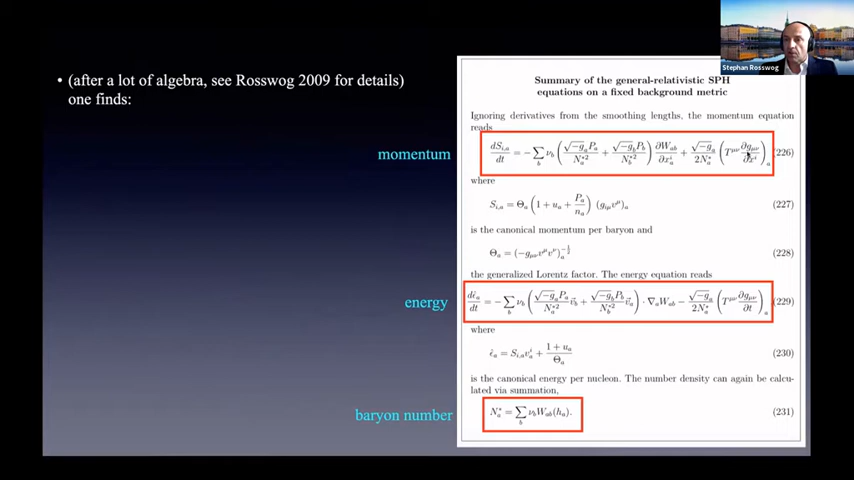 Stephan Rosswog
• (after a lot of algebra, see Rosswog 2009 for details)
one finds:
momentum
energy
baryon number
Summary of the general-relativistic SPH
equations on a fixed background metric
Ignoring derivatives from the smoothing lengths, the momentum equation
reads
dS_{i,a}/dt = −∑_b ν_b (√−g_a P_a/N_a^{*2} + √−g_b P_b/N_b^{*2}) ∂W_{ab}/∂x_a^i + √−g_a/2N_a^* (T^{μν} ∂g_{μν}/∂x^i)_a (226)
where
S_{i,a} = Θ_a (1 + u_a + P_a/n_a) (g_{iμ}v^μ)_a (227)
is the canonical momentum per baryon and
Θ_a = (−g_{μν}v^μv^ν)_a^{−1/2} (228)
the generalized Lorentz factor. The energy equation reads
dê_a/dt = −∑_b ν_b (√−g_a P_a/N_a^{*2} v⃗_b + √−g_b P_b/N_b^{*2} v⃗_a) · ∇_a W_{ab} − √−g_a/2N_a^* (T^{μν} ∂g_{μν}/∂t)_a (229)
where
ê_a = S_{i,a}v_a^i + (1 + u_a)/Θ_a (230)
is the canonical energy per nucleon. The number density can again be calcu-
lated via summation,
N_a^* = ∑_b ν_b W_{ab}(h_a). (231)